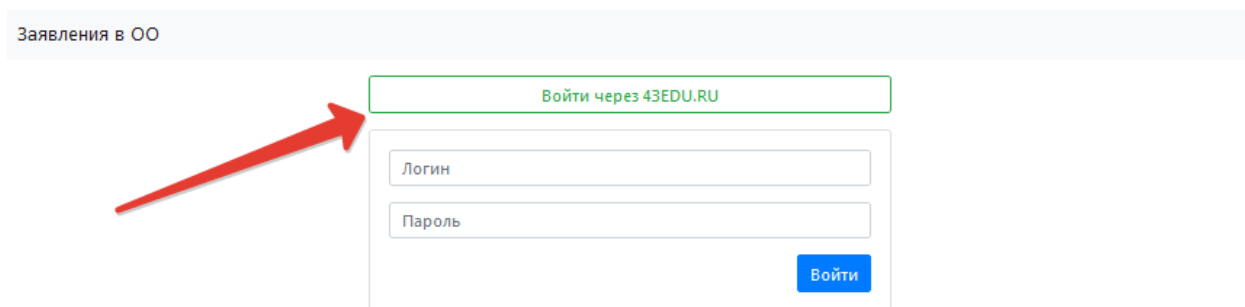 Заявления в ОО
Войти через 43EDU.RU
Логин
Пароль
Войти